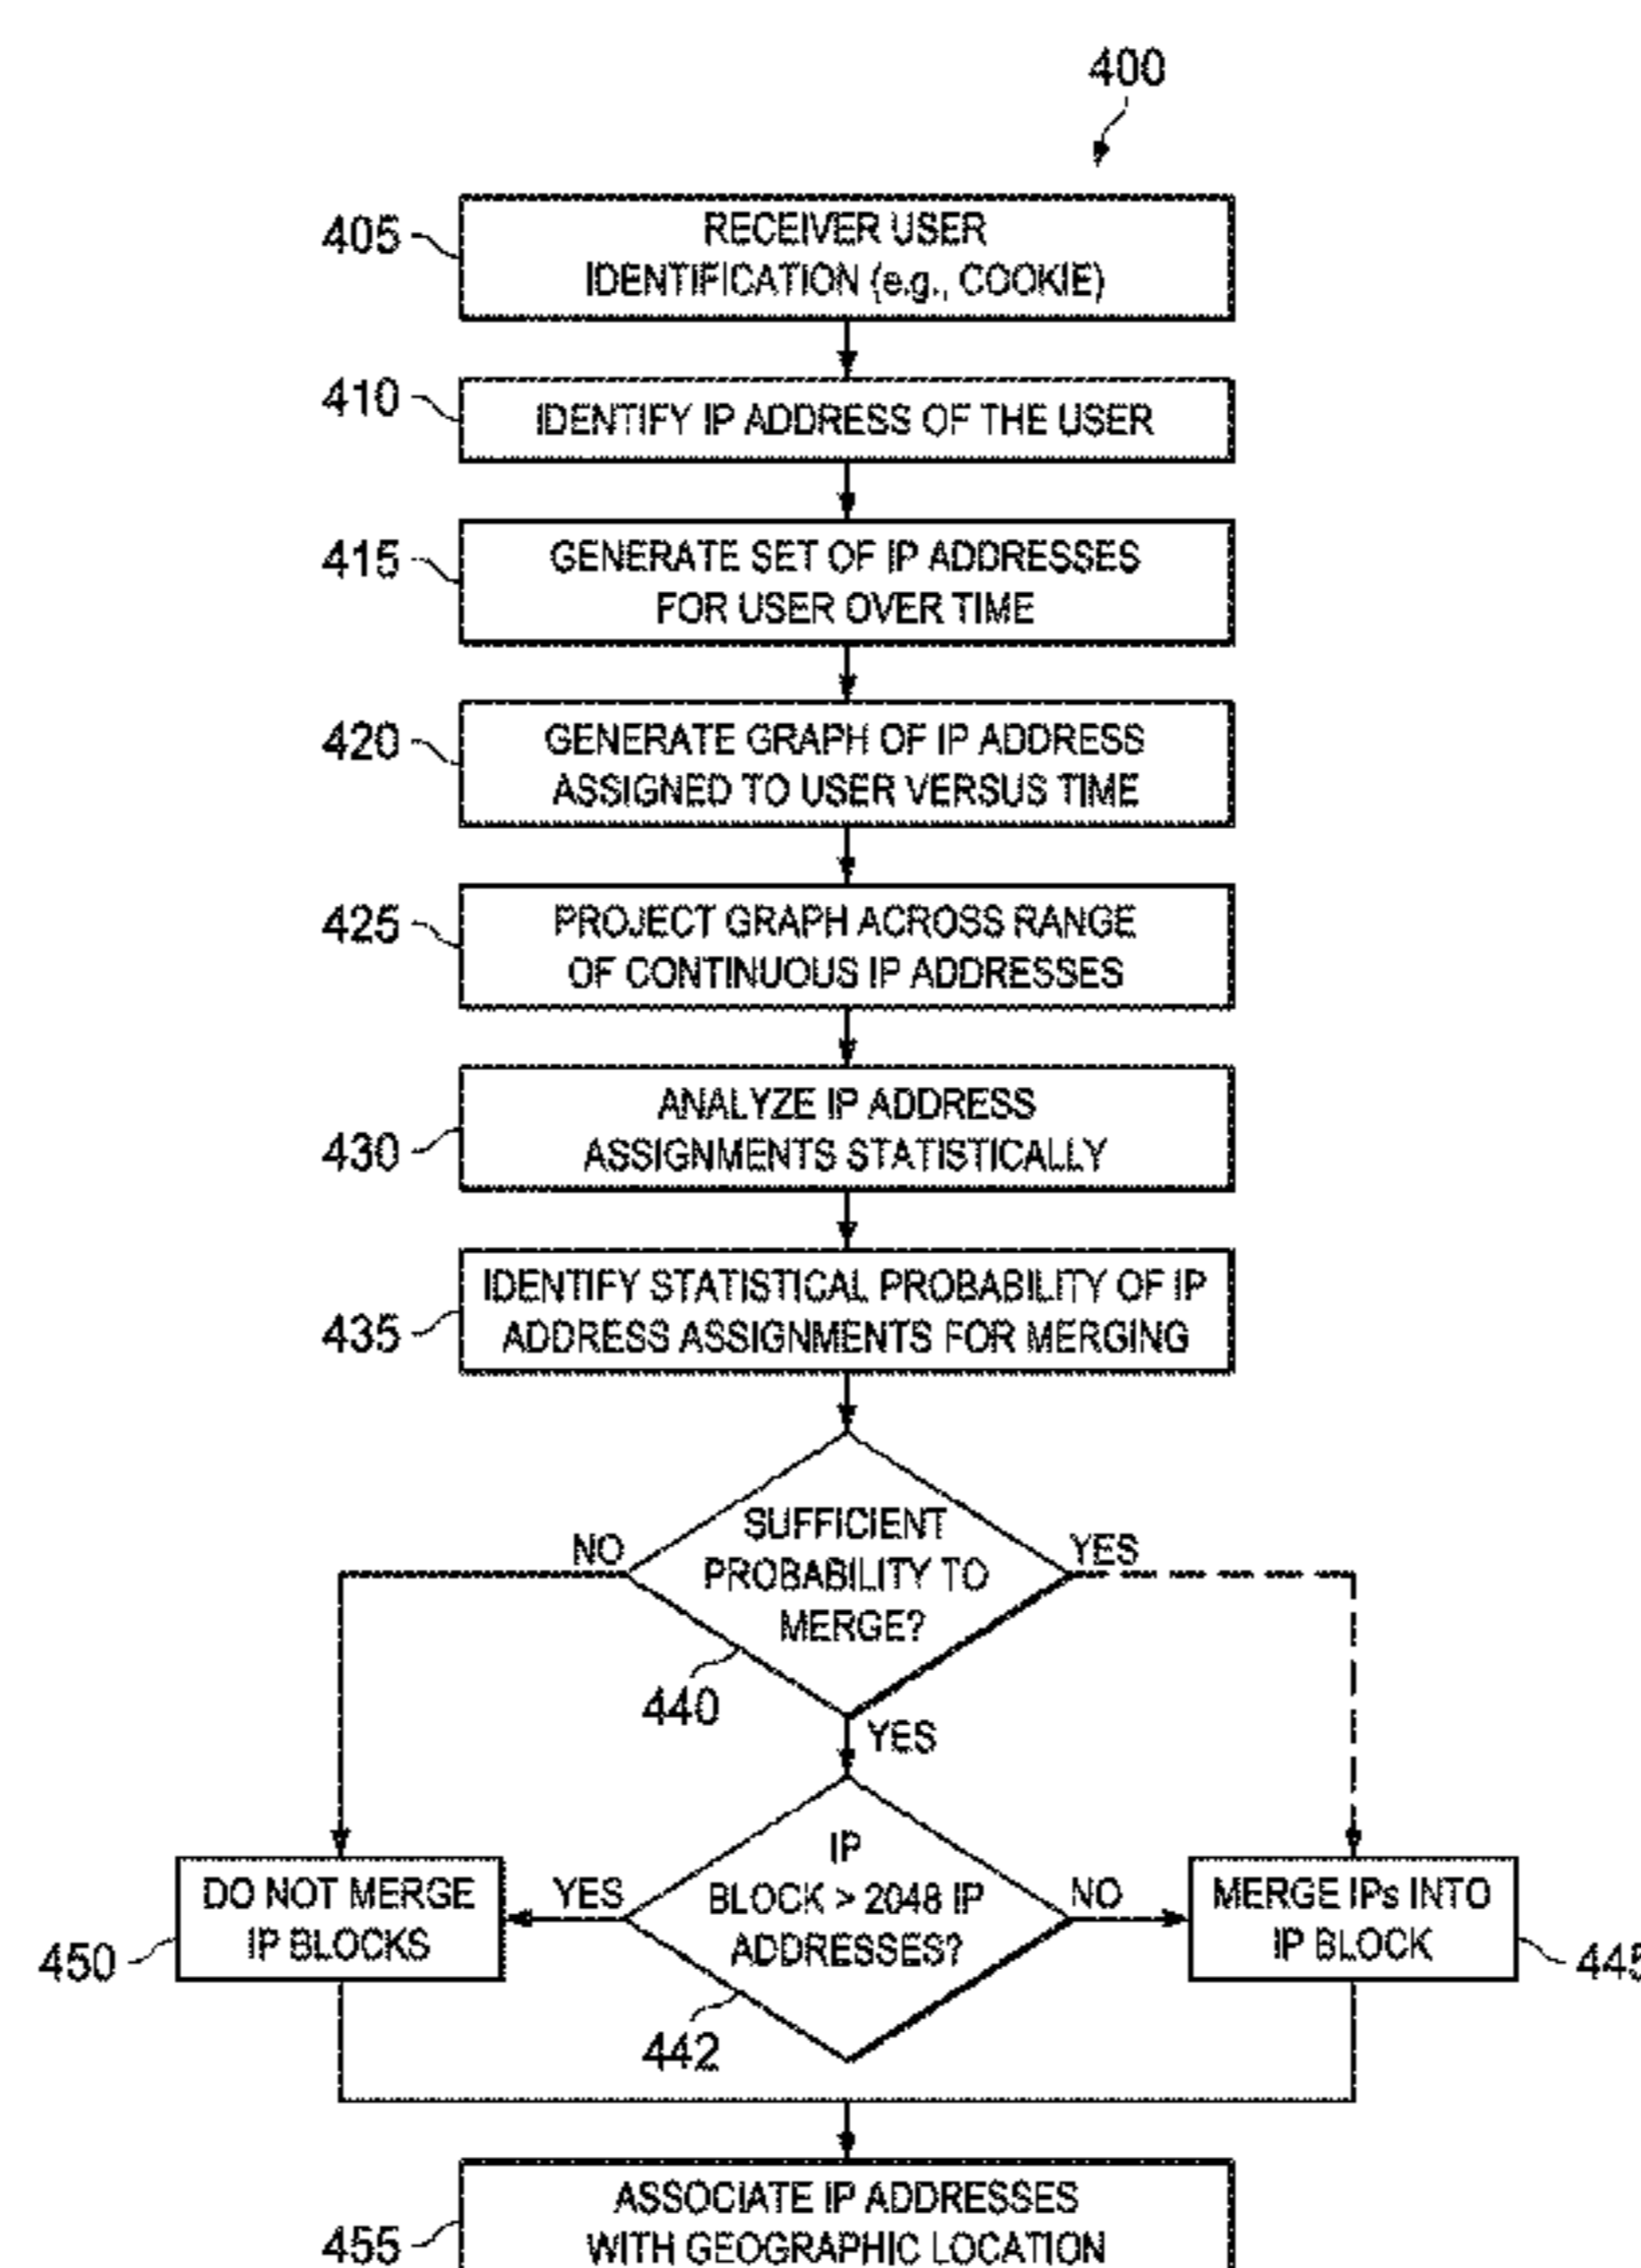 400
405
RECEIVER USER
IDENTIFICATION (e.g., COOKIE)
410
IDENTIFY IP ADDRESS OF THE USER
415
GENERATE SET OF IP ADDRESSES
FOR USER OVER TIME
420
GENERATE GRAPH OF IP ADDRESS
ASSIGNED TO USER VERSUS TIME
425
PROJECT GRAPH ACROSS RANGE
OF CONTINUOUS IP ADDRESSES
430
ANALYZE IP ADDRESS
ASSIGNMENTS STATISTICALLY
435
IDENTIFY STATISTICAL PROBABILITY OF IP
ADDRESS ASSIGNMENTS FOR MERGING
NO
SUFFICIENT
PROBABILITY TO
MERGE?
YES
440
YES
DO NOT MERGE
IP BLOCKS
450
YES
IP
BLOCK > 2048 IP
ADDRESSES?
NO
442
MERGE IPs INTO
IP BLOCK
445
455
ASSOCIATE IP ADDRESSES
WITH GEOGRAPHIC LOCATION